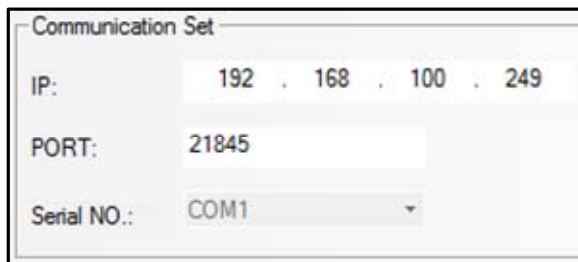 Communication Set
IP: 192 . 168 . 100 . 249
PORT: 21845
Serial NO.: COM1